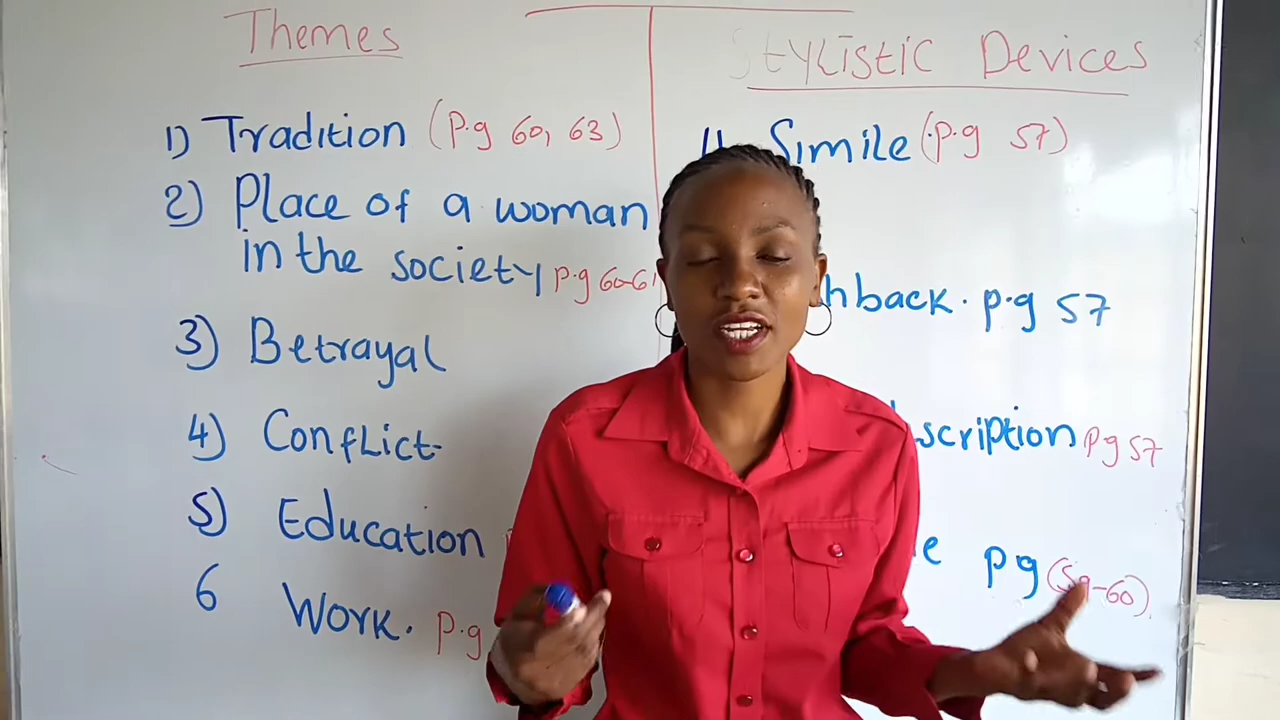 Themes
1) Tradition (p.g 60, 63)
2) Place of a woman
in the society p.g 60-61
3) Betrayal
4) Conflict
5) Education
6 Work. p.g
Stylistic Devices
Simile (p.g 57)
hback. p.g 57
scription pg 57
e pg (59-60)